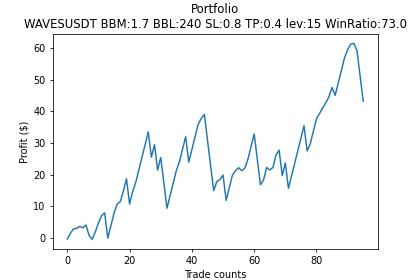 Portfolio
WAVESUSDT BBM:1.7 BBL:240 SL:0.8 TP:0.4 lev:15 WinRatio:73.0
60
50
40
30
20
10
0
Profit ($)
0 20 40 60 80
Trade counts